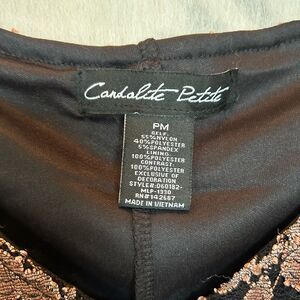 Candalite Petite
PM
SELF:
55%NYLON
40%POLYESTER
5%SPANDEX
LINING:
100%POLYESTER
CONTRAST:
100%POLYESTER
EXCLUSIVE OF
DECORATION
STYLE#:060182-
MLP-1330
RN#142687
MADE IN VIETNAM